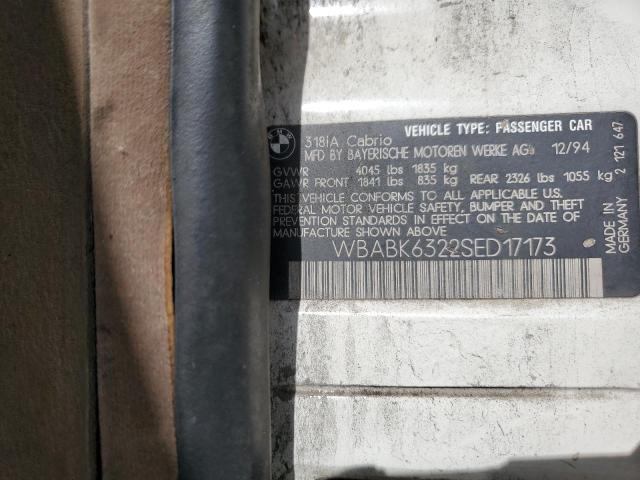 BMW
VEHICLE TYPE: PASSENGER CAR
318iA Cabrio
MFD BY BAYERISCHE MOTOREN WERKE AG 12/94
GVWR 4045 lbs 1835 kg
GAWR FRONT 1841 lbs 835 kg REAR 2326 lbs 1055 kg
THIS VEHICLE CONFORMS TO ALL APPLICABLE U.S.
FEDERAL MOTOR VEHICLE SAFETY, BUMPER AND THEFT
PREVENTION STANDARDS IN EFFECT ON THE DATE OF
MANUFACTURE SHOWN ABOVE
WBABK6322SED17173
MADE IN
GERMANY
2 121 647